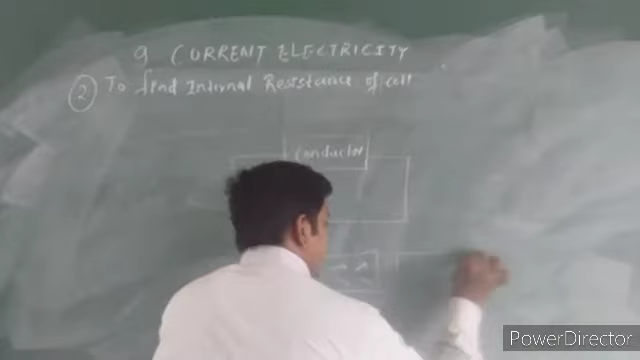 9 CURRENT ELECTRICITY
2 To find Internal Resistance of cell
Conductor
PowerDirector